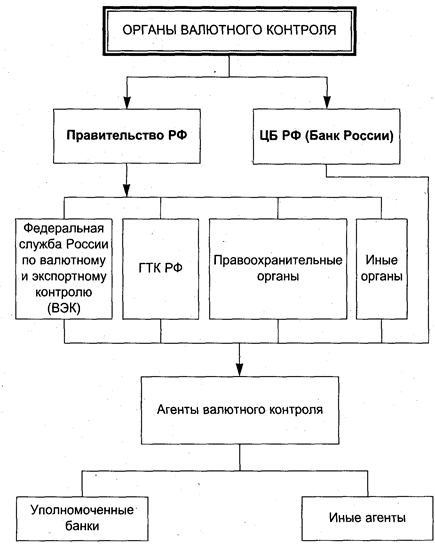 ОРГАНЫ ВАЛЮТНОГО КОНТРОЛЯ
Правительство РФ
ЦБ РФ (Банк России)
Федеральная
служба России
по валютному
и экспортному
контролю
(ВЭК)
ГТК РФ
Правоохранительные
органы
Иные
органы
Агенты валютного контроля
Уполномоченные
банки
Иные агенты